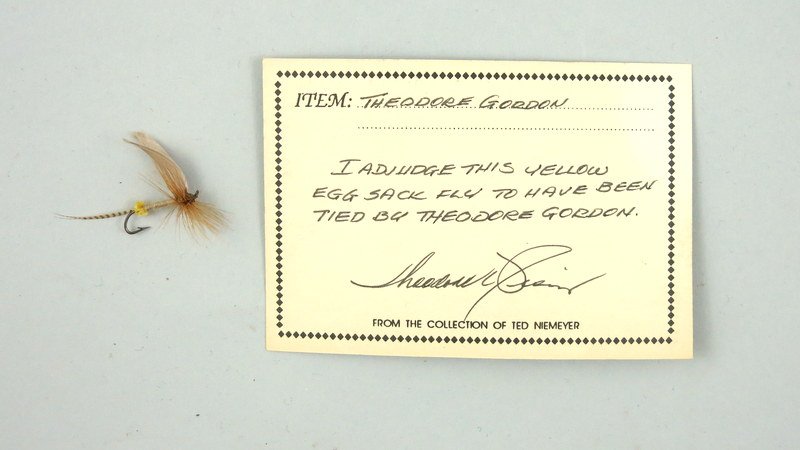 ITEM: THEODORE GORDON
I ADJUDGE THIS YELLOW
EGG SACK FLY TO HAVE BEEN
TIED BY THEODORE GORDON.
FROM THE COLLECTION OF TED NIEMEYER